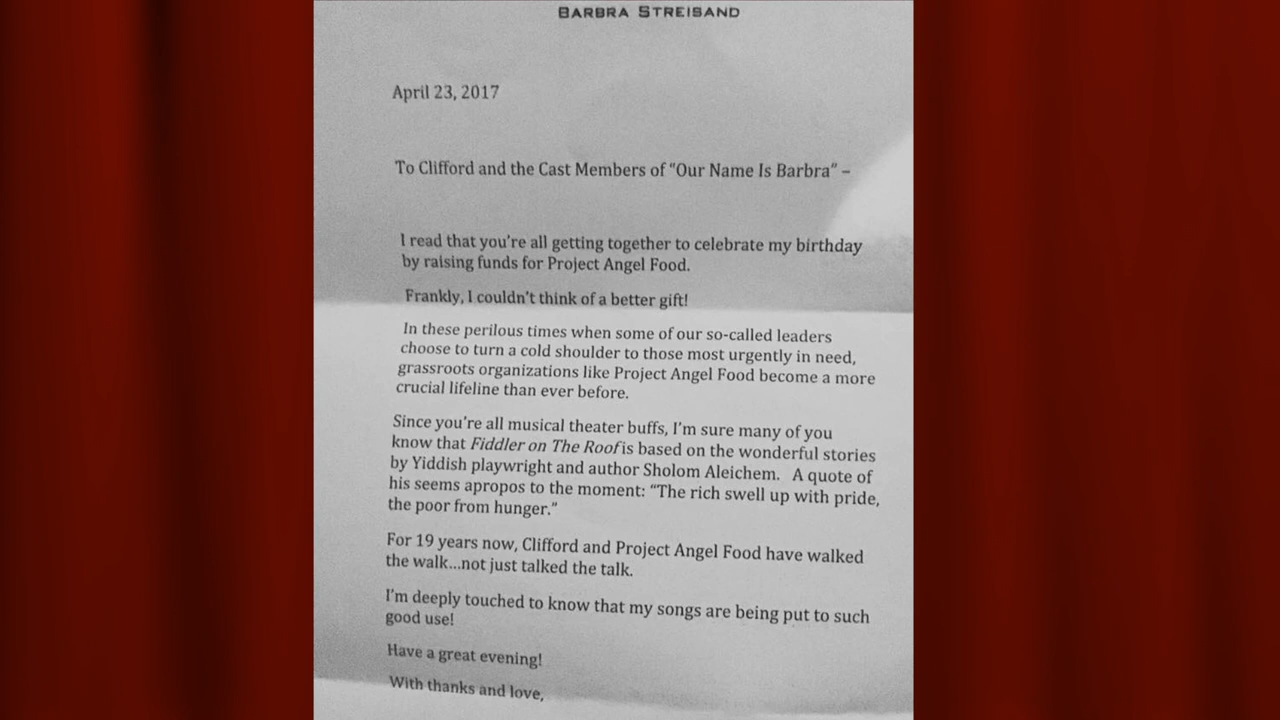 BARBRA STREISAND
April 23, 2017
To Clifford and the Cast Members of “Our Name Is Barbra” –
I read that you’re all getting together to celebrate my birthday
by raising funds for Project Angel Food.
Frankly, I couldn’t think of a better gift!
In these perilous times when some of our so-called leaders
choose to turn a cold shoulder to those most urgently in need,
grassroots organizations like Project Angel Food become a more
crucial lifeline than ever before.
Since you’re all musical theater buffs, I’m sure many of you
know that Fiddler on The Roof is based on the wonderful stories
by Yiddish playwright and author Sholom Aleichem. A quote of
his seems apropos to the moment: “The rich swell up with pride,
the poor from hunger.”
For 19 years now, Clifford and Project Angel Food have walked
the walk...not just talked the talk.
I’m deeply touched to know that my songs are being put to such
good use!
Have a great evening!
With thanks and love,